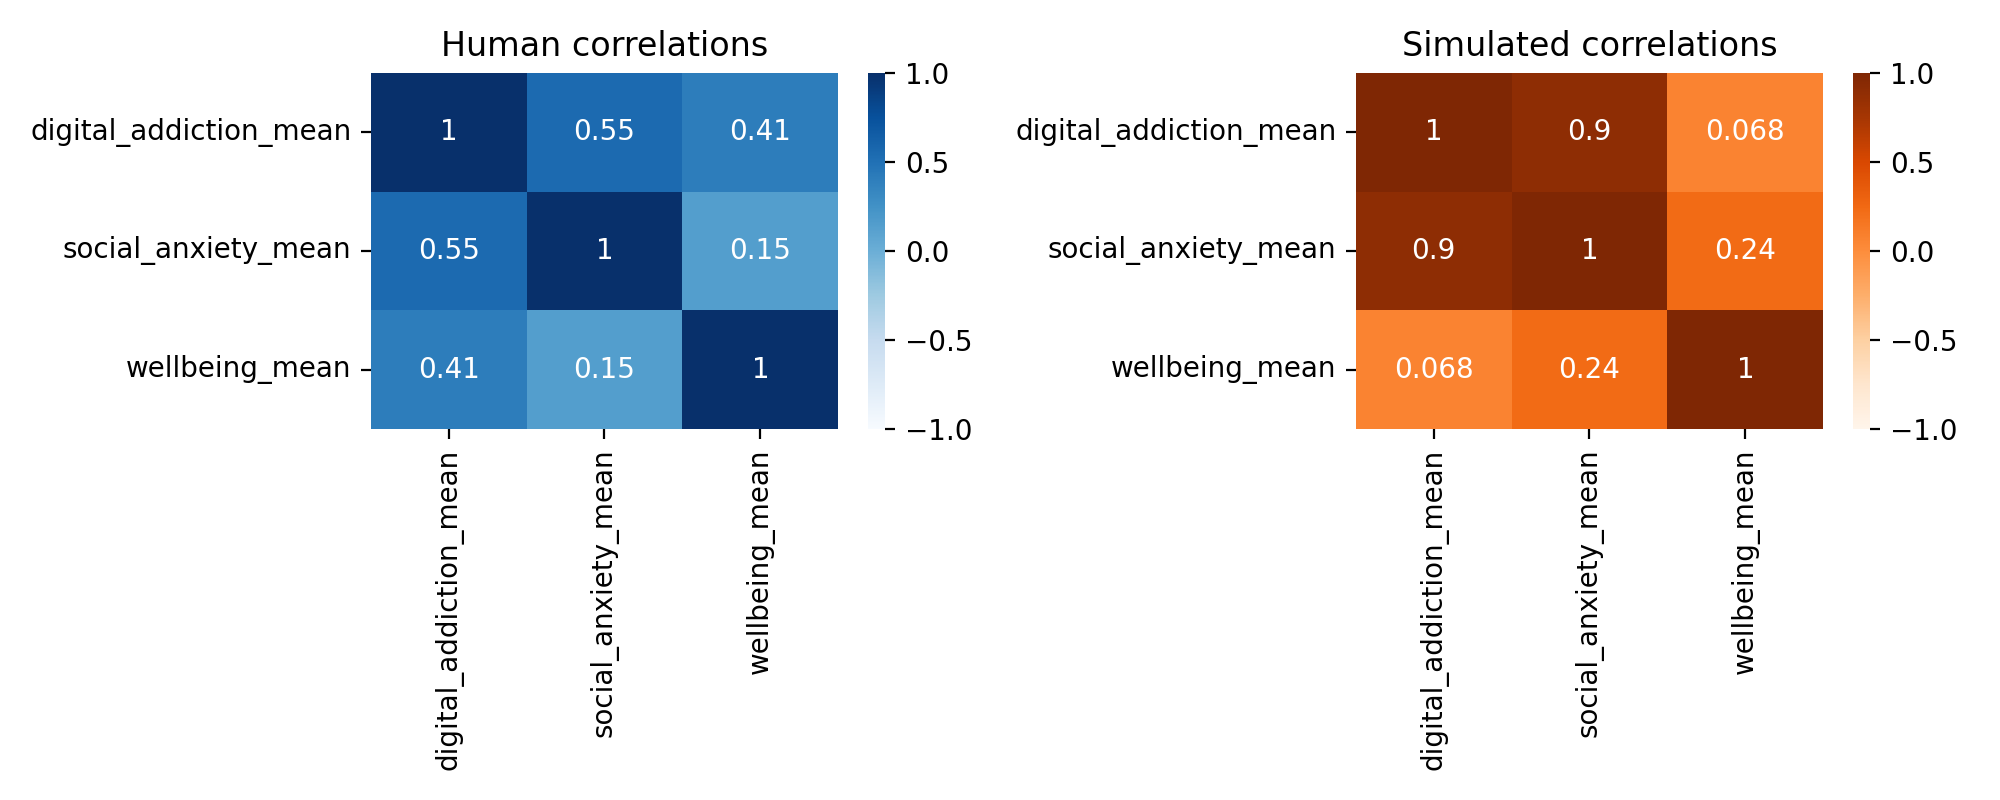 Human correlations
digital_addiction_mean
social_anxiety_mean
wellbeing_mean
1 0.55 0.41
0.55 1 0.15
0.41 0.15 1
1.0
0.5
0.0
−0.5
−1.0
digital_addiction_mean
social_anxiety_mean
wellbeing_mean
Simulated correlations
digital_addiction_mean
social_anxiety_mean
wellbeing_mean
1 0.9 0.068
0.9 1 0.24
0.068 0.24 1
1.0
0.5
0.0
−0.5
−1.0
digital_addiction_mean
social_anxiety_mean
wellbeing_mean